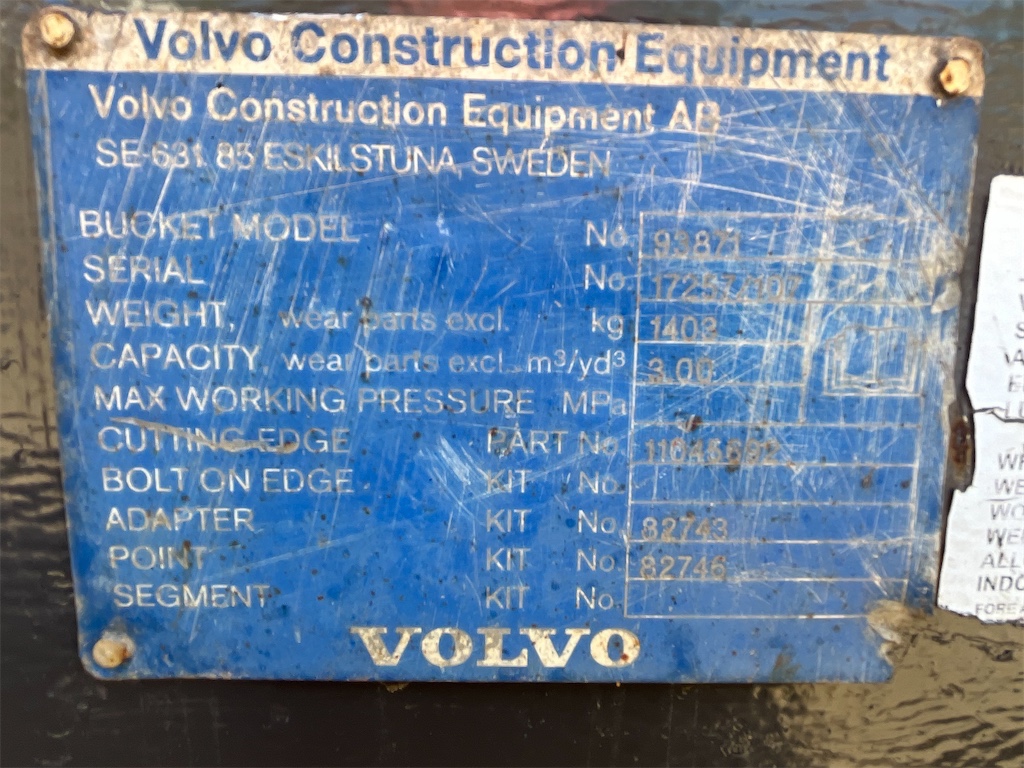 Volvo Construction Equipment
Volvo Construction Equipment AB
SE-631 85 ESKILSTUNA, SWEDEN
BUCKET MODEL No. 93871
SERIAL No.
WEIGHT, wear parts excl. kg 1402
CAPACITY, wear parts excl. m³/yd³ 3.00
MAX WORKING PRESSURE MPa
CUTTING EDGE PART No. 11045692
BOLT ON EDGE KIT No.
ADAPTER KIT No. 82743
POINT KIT No. 82746
SEGMENT KIT No.
VOLVO